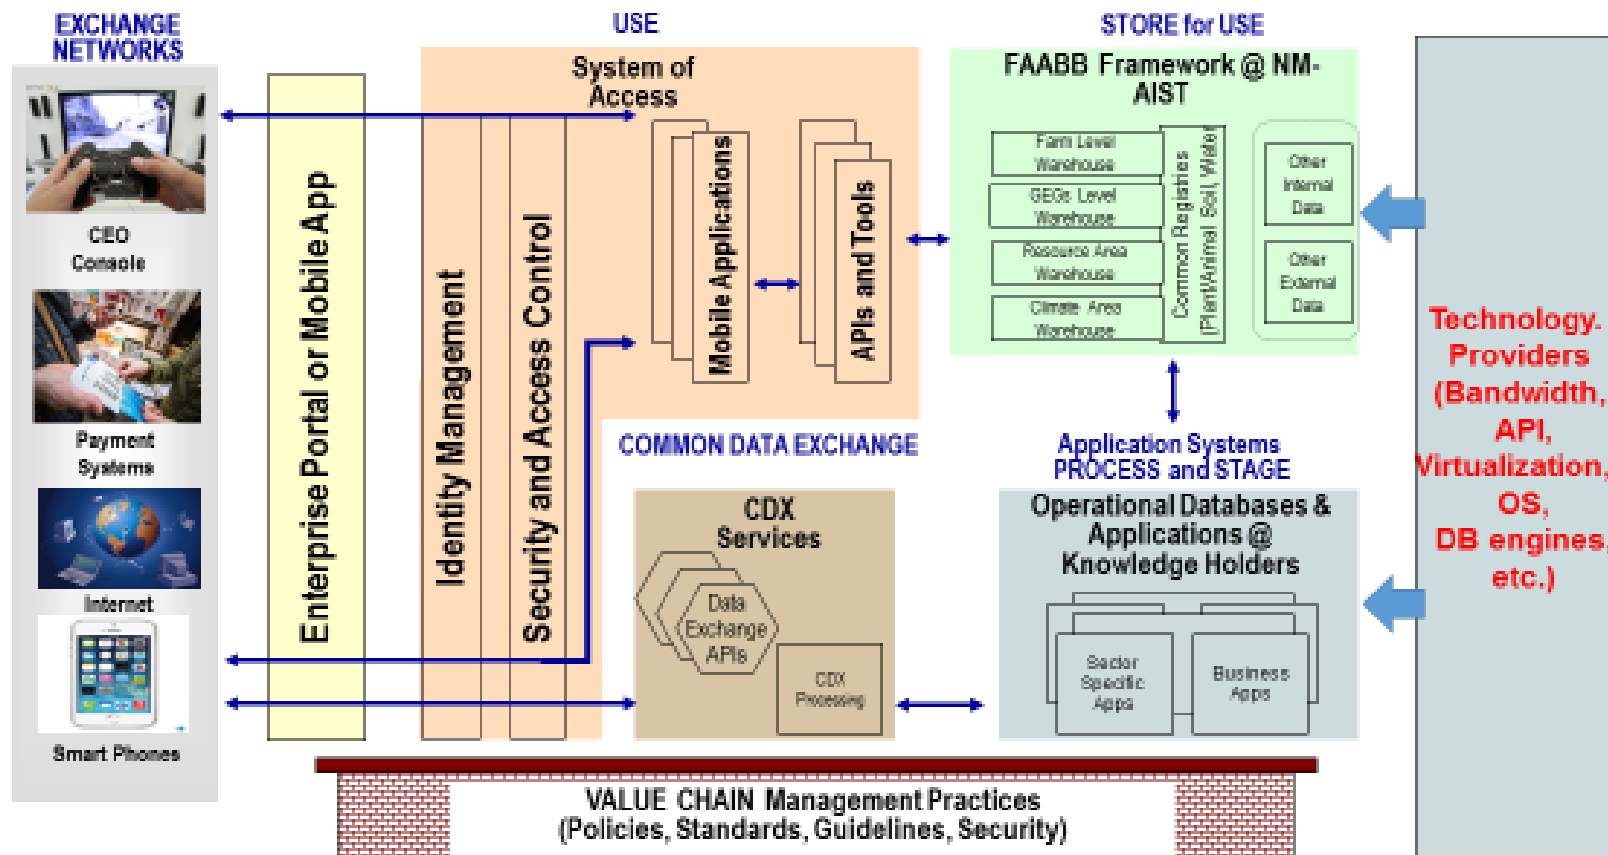 EXCHANGE
NETWORKS
CEO
Console
Payment
Systems
Internet
Smart Phones
Enterprise Portal or Mobile App
USE
System of
Access
Identity Management
Security and Access Control
Mobile Applications
APIs and Tools
STORE for USE
FAABB Framework @ NM-
AIST
Farm Level
Warehouse
GEGs Level
Warehouse
Resource Area
Warehouse
Climate Area
Warehouse
Common Registries
[Plant/Animal Soil, Water
Other
Internal
Data
Other
External
Data
COMMON DATA EXCHANGE
CDX
Services
Data
Exchange
APIs
CDX
Processing
Application Systems
PROCESS and STAGE
Operational Databases &
Applications @
Knowledge Holders
Sector
Specific
Apps
Business
Apps
Technology.
Providers
(Bandwidth,
API,
Virtualization,
OS,
DB engines,
etc.)
VALUE CHAIN Management Practices
(Policies, Standards, Guidelines, Security)